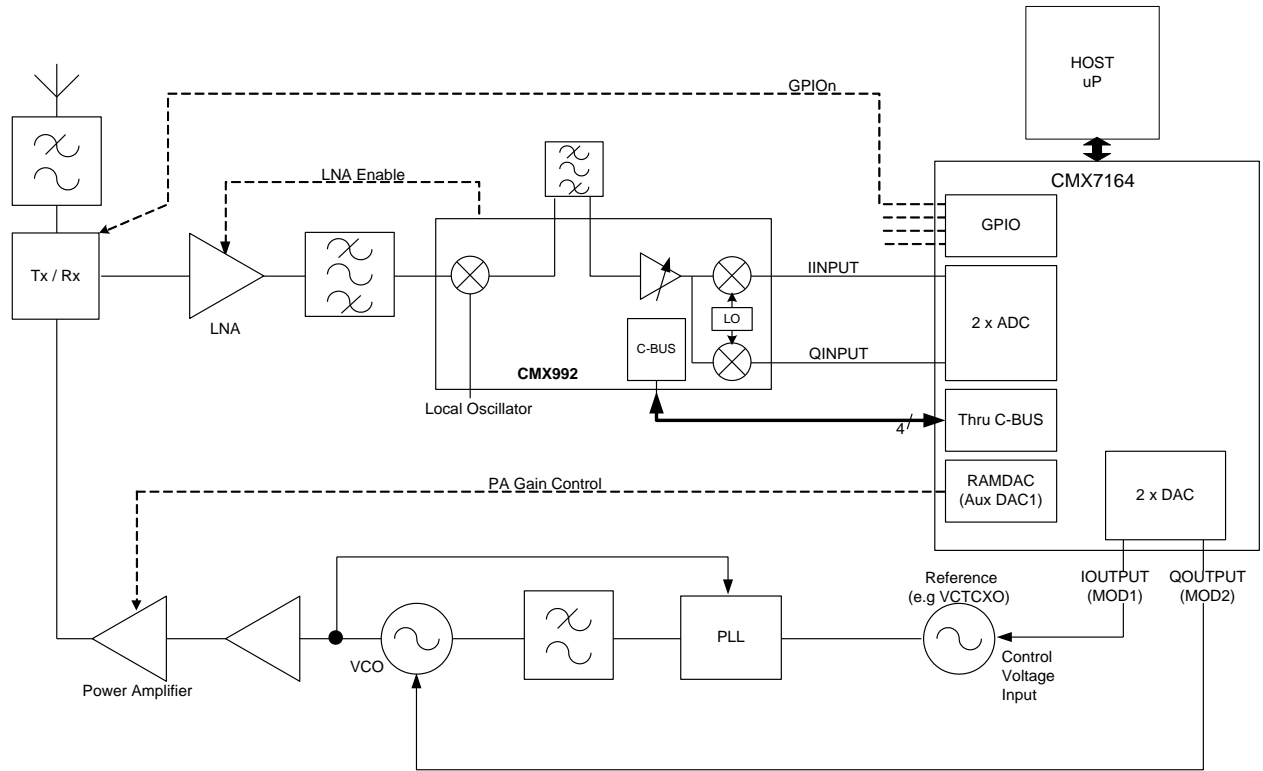 HOST
uP
GPIOn
CMX7164
LNA Enable
GPIO
Tx / Rx
IINPUT
LNA
LO
2 x ADC
C-BUS
QINPUT
CMX992
Local Oscillator
4
Thru C-BUS
PA Gain Control
RAMDAC
(Aux DAC1)
2 x DAC
Reference
(e.g VCTCXO)
IOUTPUT
(MOD1)
QOUTPUT
(MOD2)
PLL
VCO
Power Amplifier
Control
Voltage
Input